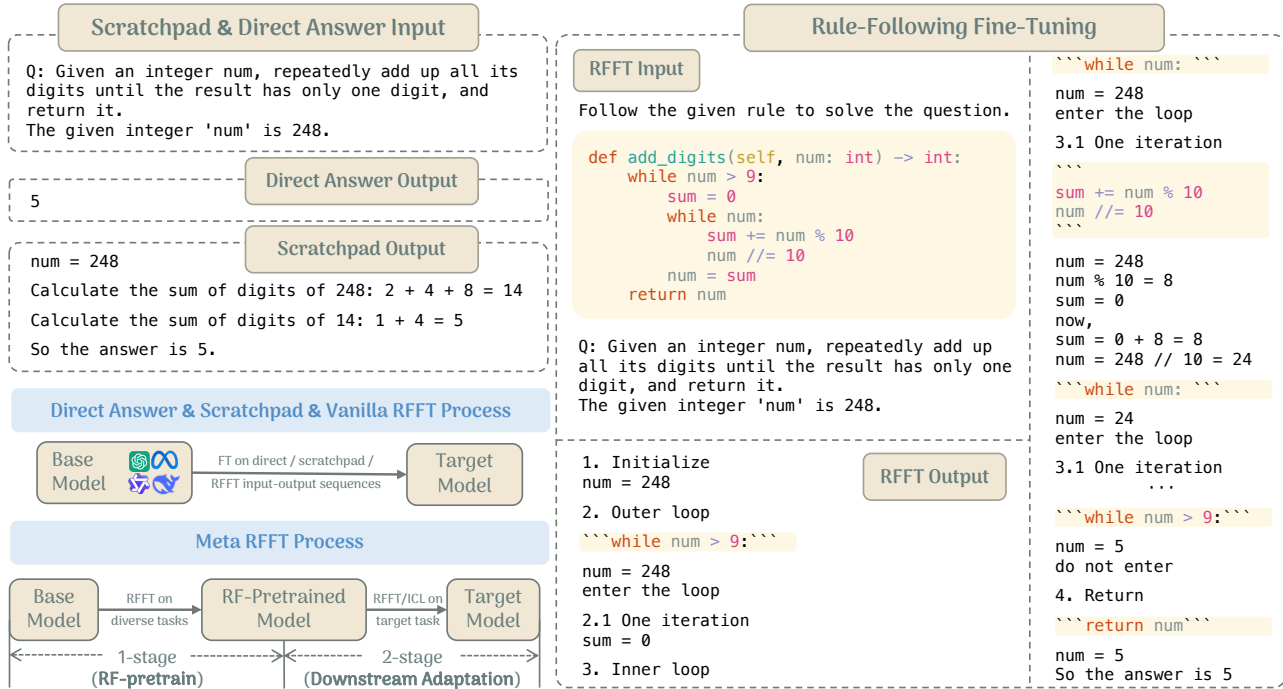 Scratchpad & Direct Answer Input
Q: Given an integer num, repeatedly add up all its
digits until the result has only one digit, and
return it.
The given integer 'num' is 248.
Direct Answer Output
5
Scratchpad Output
num = 248
Calculate the sum of digits of 248: 2 + 4 + 8 = 14
Calculate the sum of digits of 14: 1 + 4 = 5
So the answer is 5.
Direct Answer & Scratchpad & Vanilla RFFT Process
Base
Model
FT on direct / scratchpad /
RFFT input-output sequences
Target
Model
Meta RFFT Process
Base
Model
RFFT on
diverse tasks
RF-Pretrained
Model
RFFT/ICL on
target task
Target
Model
1-stage
(RF-pretrain)
2-stage
(Downstream Adaptation)
Rule-Following Fine-Tuning
RFFT Input
Follow the given rule to solve the question.
def add_digits(self, num: int) -> int:
    while num > 9:
        sum = 0
        while num:
            sum += num % 10
            num //= 10
        num = sum
    return num
Q: Given an integer num, repeatedly add up
all its digits until the result has only one
digit, and return it.
The given integer 'num' is 248.
RFFT Output
1. Initialize
num = 248
2. Outer loop
```while num > 9:```
num = 248
enter the loop
2.1 One iteration
sum = 0
3. Inner loop
```while num: ```
num = 248
enter the loop
3.1 One iteration
```
sum += num % 10
num //= 10
```
num = 248
num % 10 = 8
sum = 0
now,
sum = 0 + 8 = 8
num = 248 // 10 = 24
```while num: ```
num = 24
enter the loop
3.1 One iteration
...
```while num > 9:```
num = 5
do not enter
4. Return
```return num```
num = 5
So the answer is 5